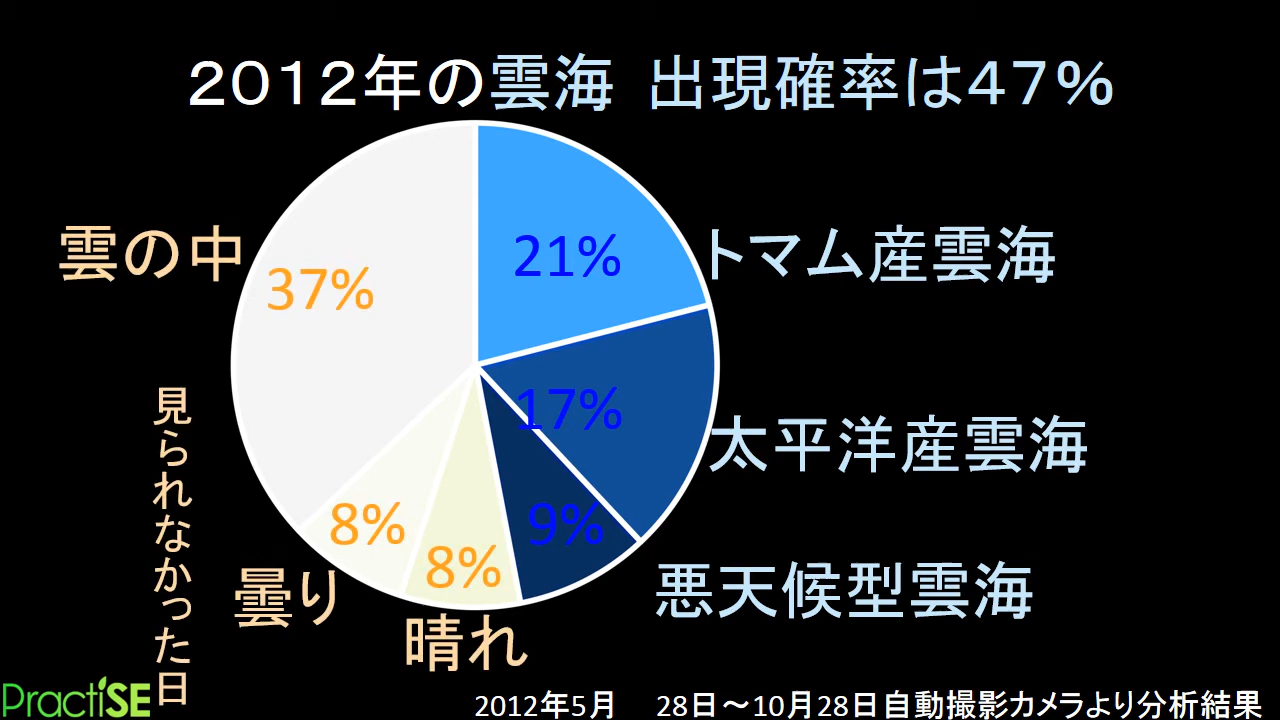 2012年の雲海 出現確率は47%
雲の中
37%
21%
トマム産雲海
17%
太平洋産雲海
9%
悪天候型雲海
8%
晴れ
8%
曇り
見られなかった日
PractiSE
2012年5月 28日～10月28日自動撮影カメラより分析結果